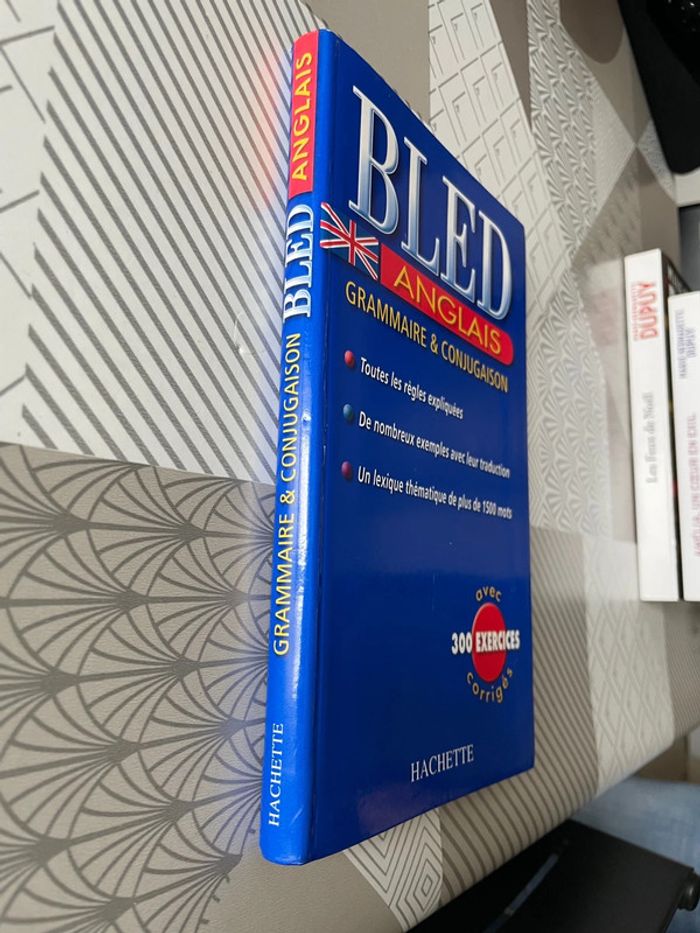 ANGLAIS
BLED
GRAMMAIRE & CONJUGAISON
HACHETTE
BLED
ANGLAIS
GRAMMAIRE & CONJUGAISON
Toutes les règles expliquées
De nombreux exemples avec leur traduction
Un lexique thématique de plus de 1500 mots
avec
300 EXERCICES
corrigés
HACHETTE
DUPUY
Les Feux de Noël
DUPUY